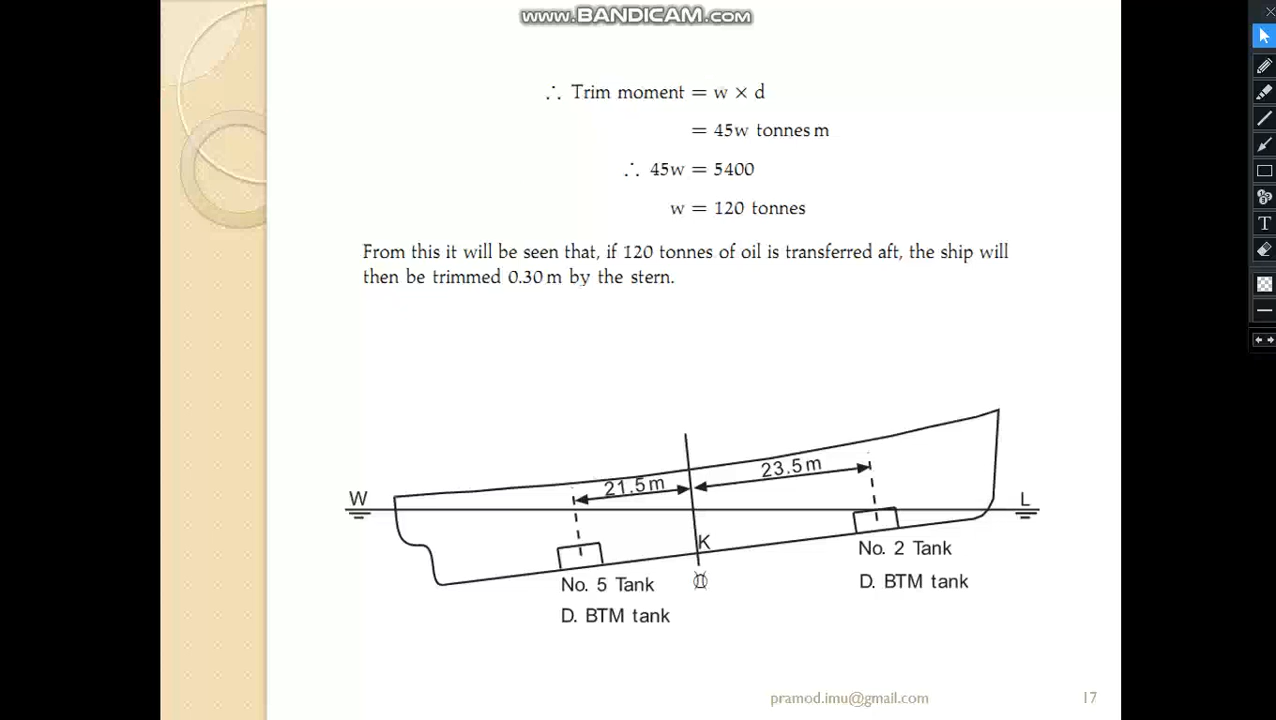 www.BANDICAM.com
∴ Trim moment = w × d
= 45w tonnes m
∴ 45w = 5400
w = 120 tonnes
From this it will be seen that, if 120 tonnes of oil is transferred aft, the ship will
then be trimmed 0.30 m by the stern.
23.5 m
21.5 m
W
L
K
No. 2 Tank
No. 5 Tank
D. BTM tank
D. BTM tank
pramod.imu@gmail.com
17
T